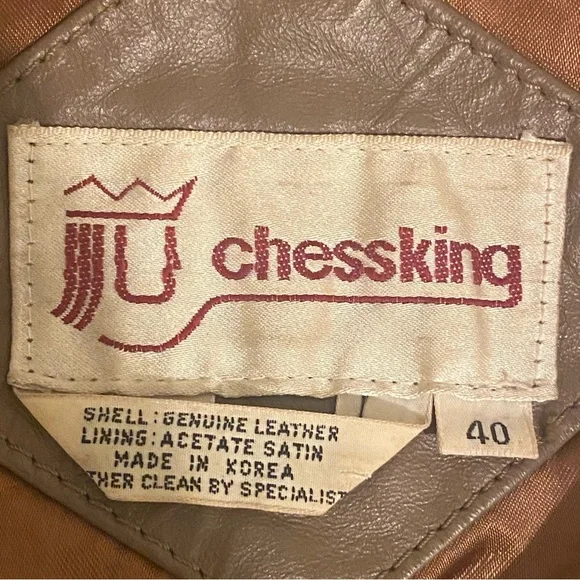 chessking
SHELL: GENUINE LEATHER
LINING: ACETATE SATIN
MADE IN KOREA
THER CLEAN BY SPECIALIST
40